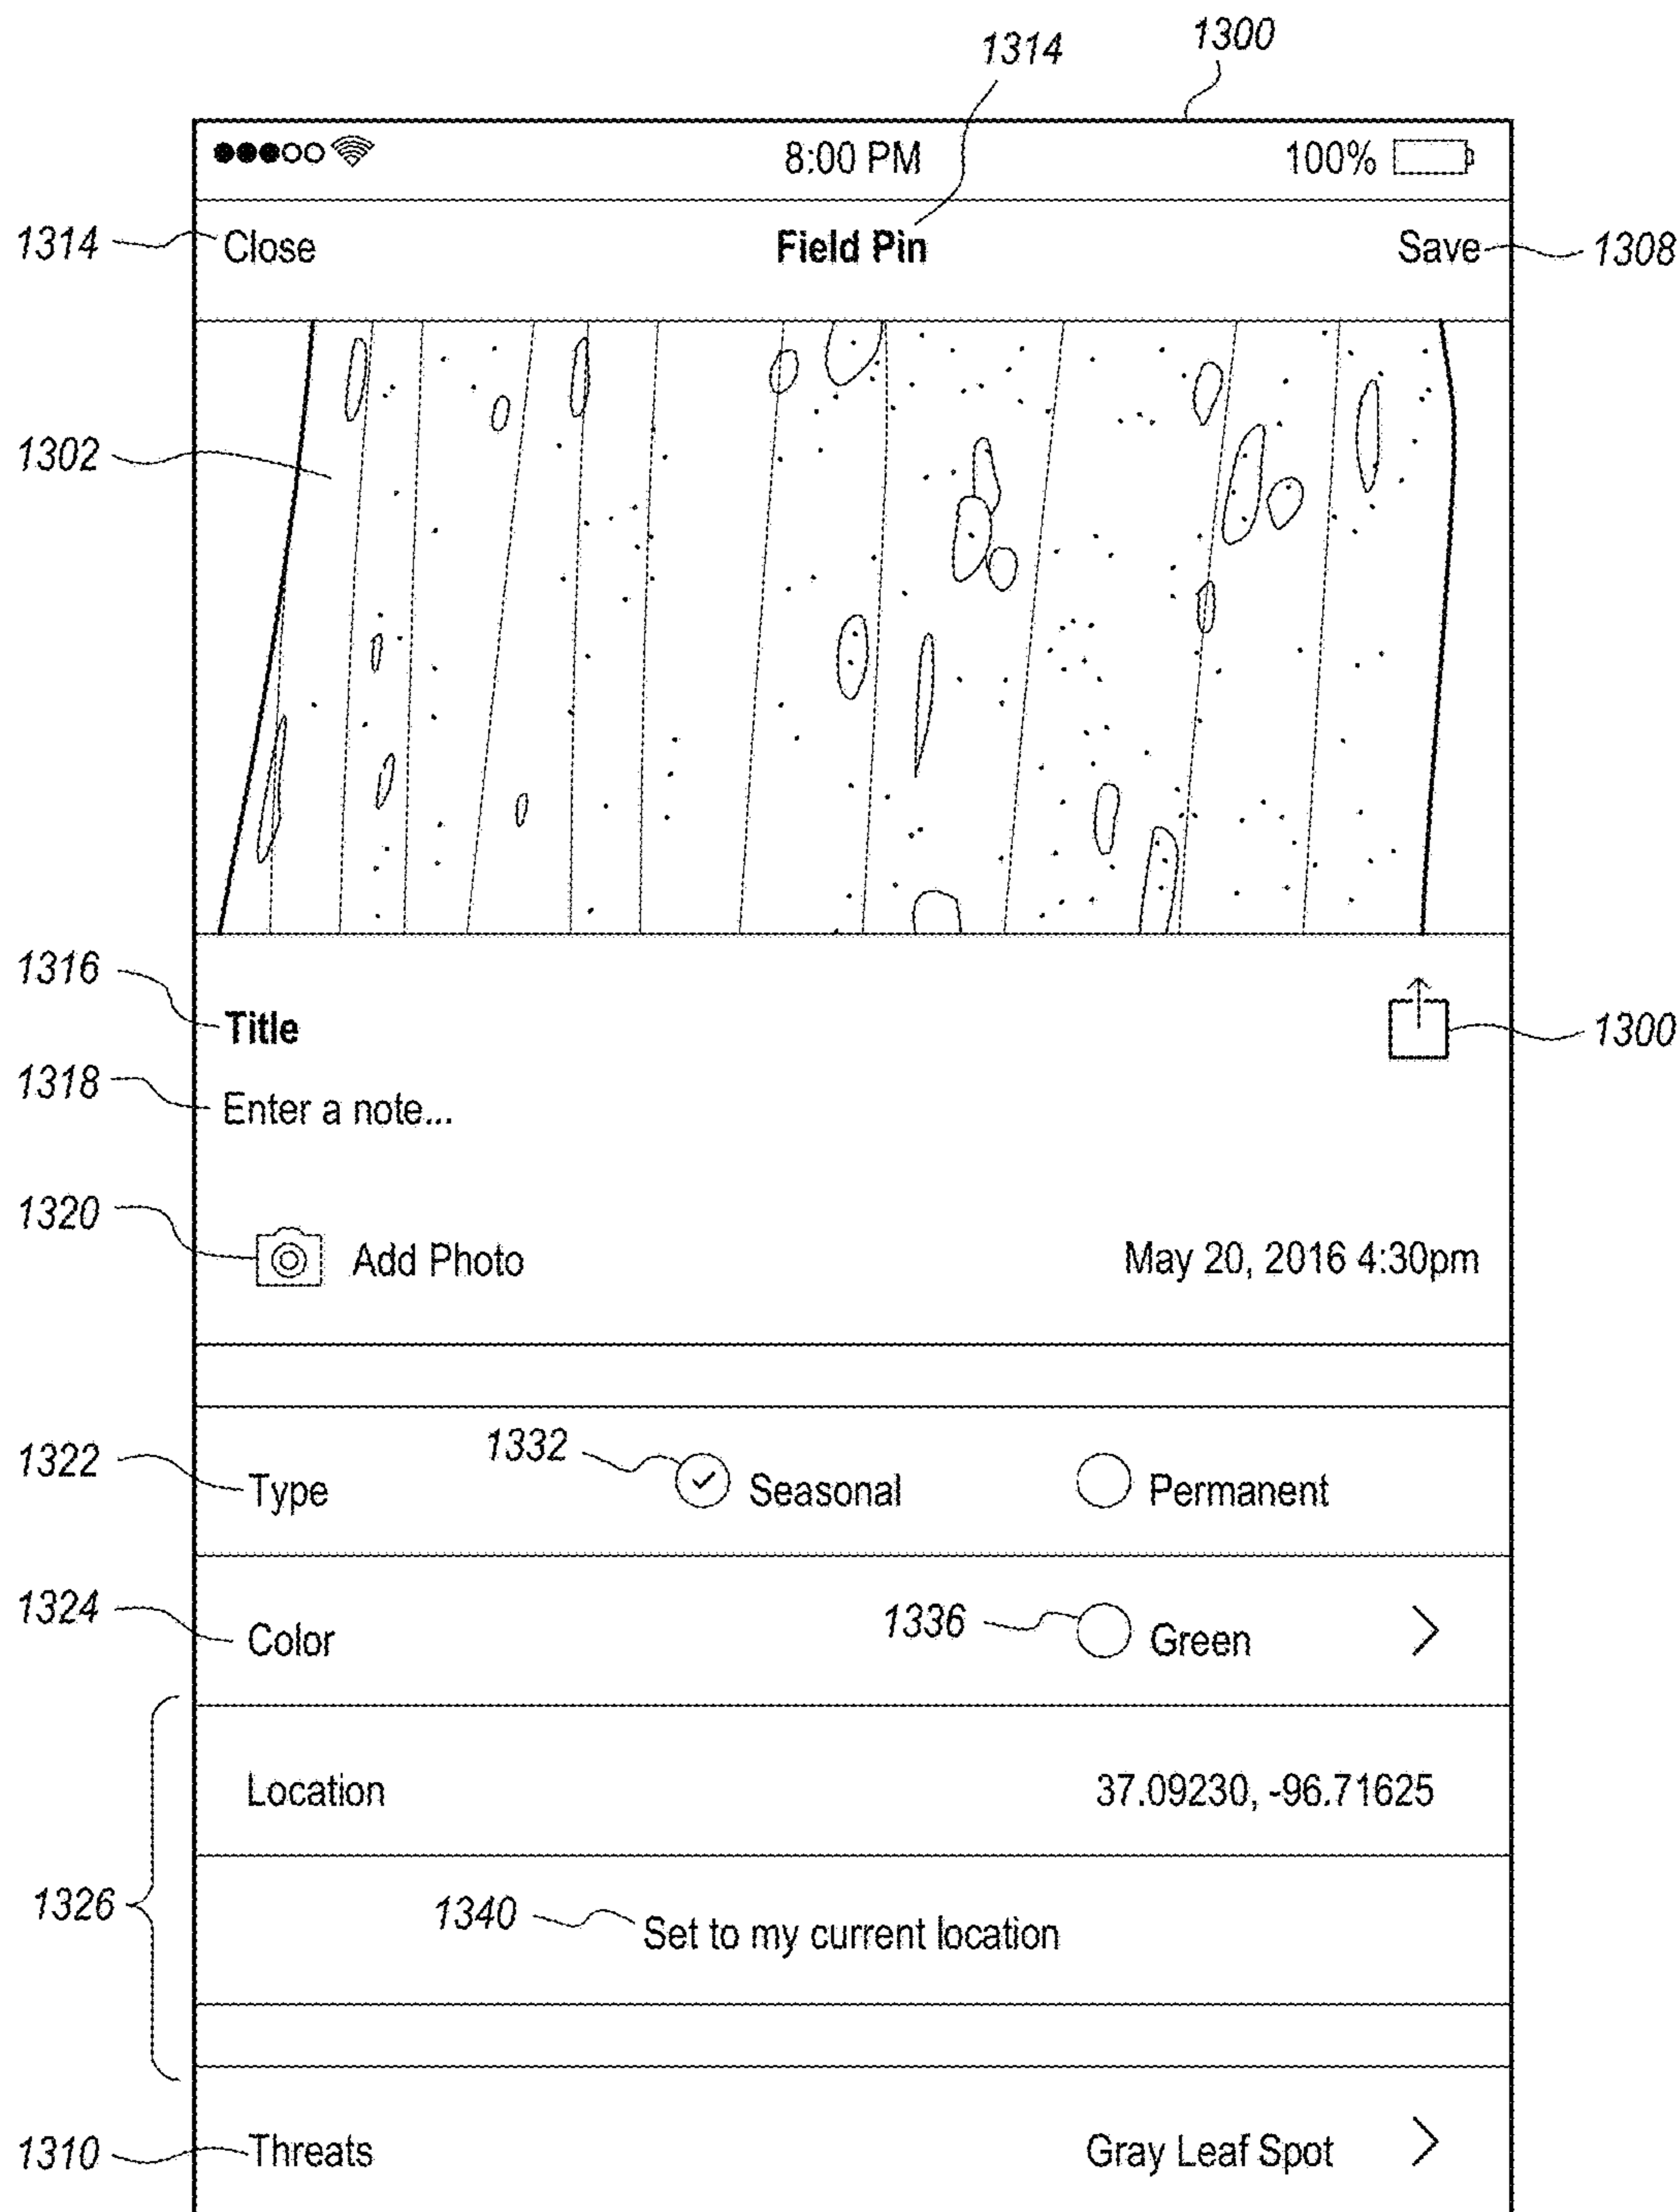 1314 1300
8:00 PM 100%
1314 Close Field Pin Save 1308
1302
1316
Title 1300
1318
Enter a note...
1320
Add Photo May 20, 2016 4:30pm
1322 Type 1332 Seasonal Permanent
1324 Color 1336 Green >
Location 37.09230, -96.71625
1326 1340 Set to my current location
1310 Threats Gray Leaf Spot >